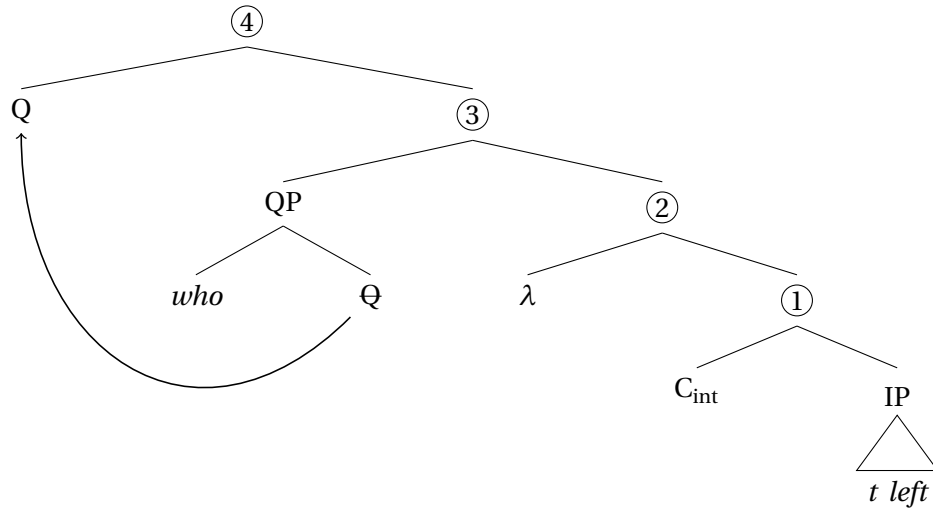 ④
Q
③
QP
②
who
Q
λ
①
C_int
IP
t left